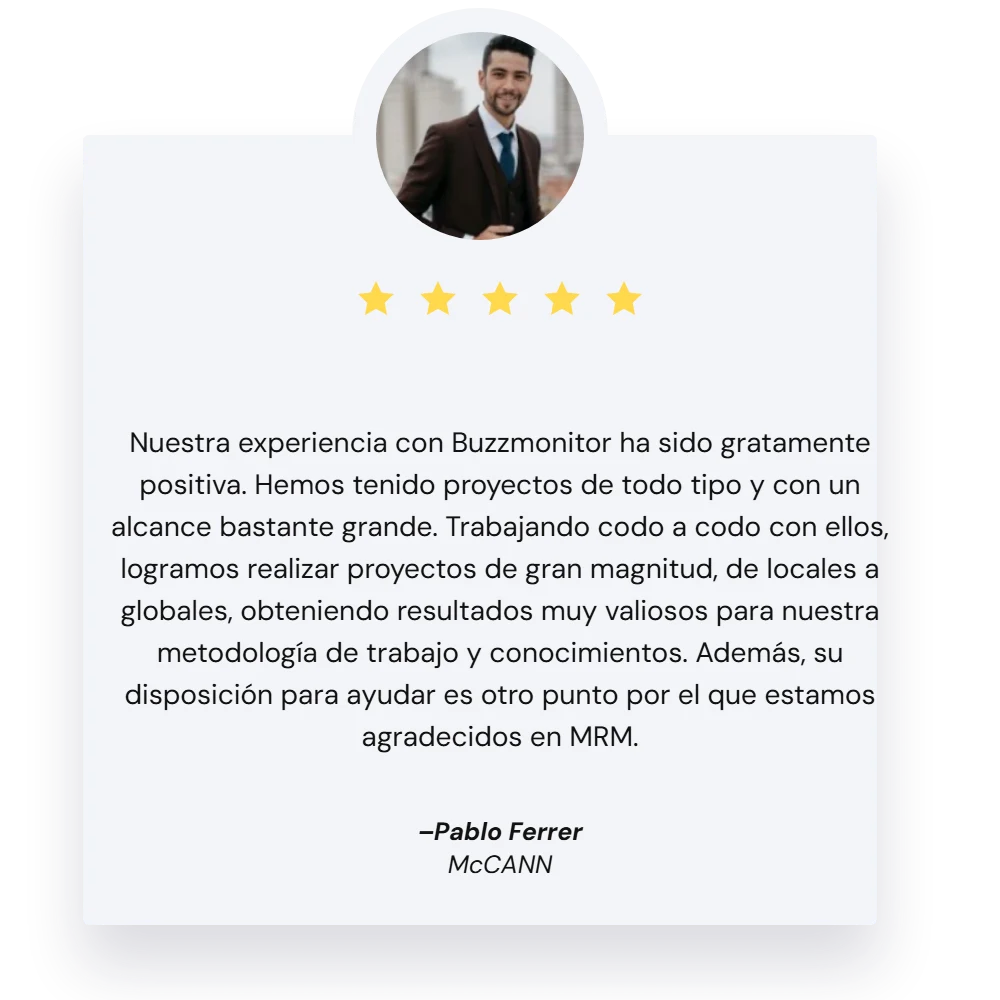 Nuestra experiencia con Buzzmonitor ha sido gratamente
positiva. Hemos tenido proyectos de todo tipo y con un
alcance bastante grande. Trabajando codo a codo con ellos,
logramos realizar proyectos de gran magnitud, de locales a
globales, obteniendo resultados muy valiosos para nuestra
metodología de trabajo y conocimientos. Además, su
disposición para ayudar es otro punto por el que estamos
agradecidos en MRM.
–Pablo Ferrer
McCANN